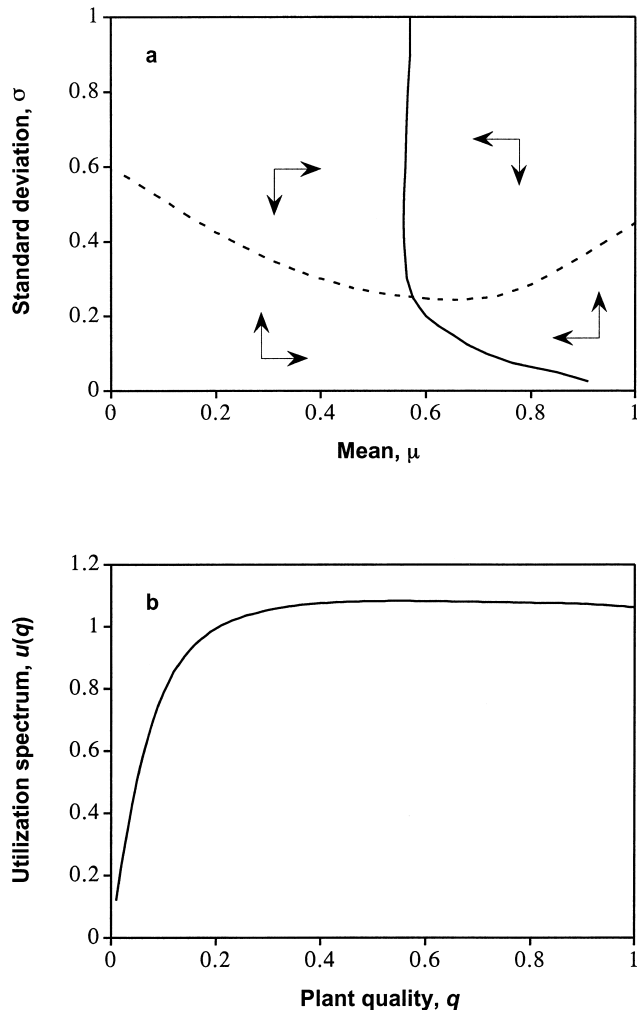 a
Standard deviation, σ
1
0.8
0.6
0.4
0.2
0
0 0.2 0.4 0.6 0.8 1
Mean, μ
b
Utilization spectrum, u(q)
1.2
1
0.8
0.6
0.4
0.2
0
0 0.2 0.4 0.6 0.8 1
Plant quality, q